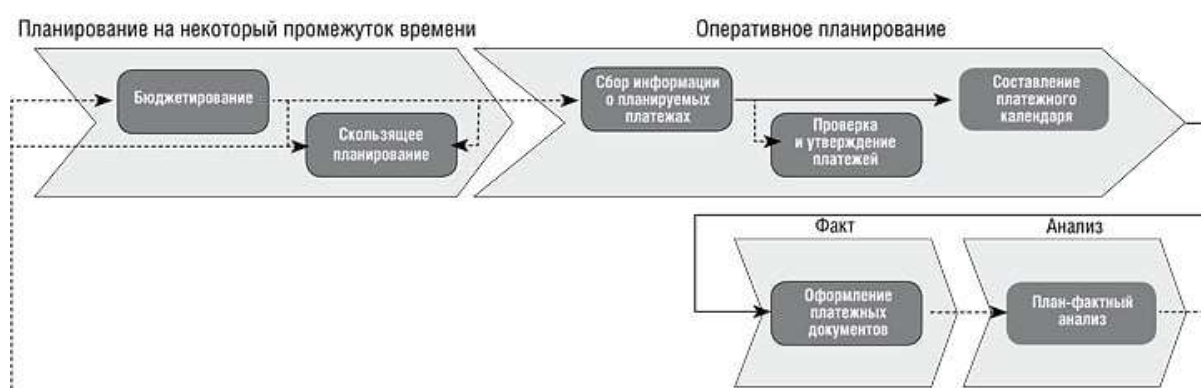 Планирование на некоторый промежуток времени
Оперативное планирование
Бюджетирование
Скользящее
планирование
Сбор информации
о планируемых
платежах
Проверка
и утверждение
платежей
Составление
платежного
календаря
Факт
Анализ
Оформление
платежных
документов
План-фактный
анализ